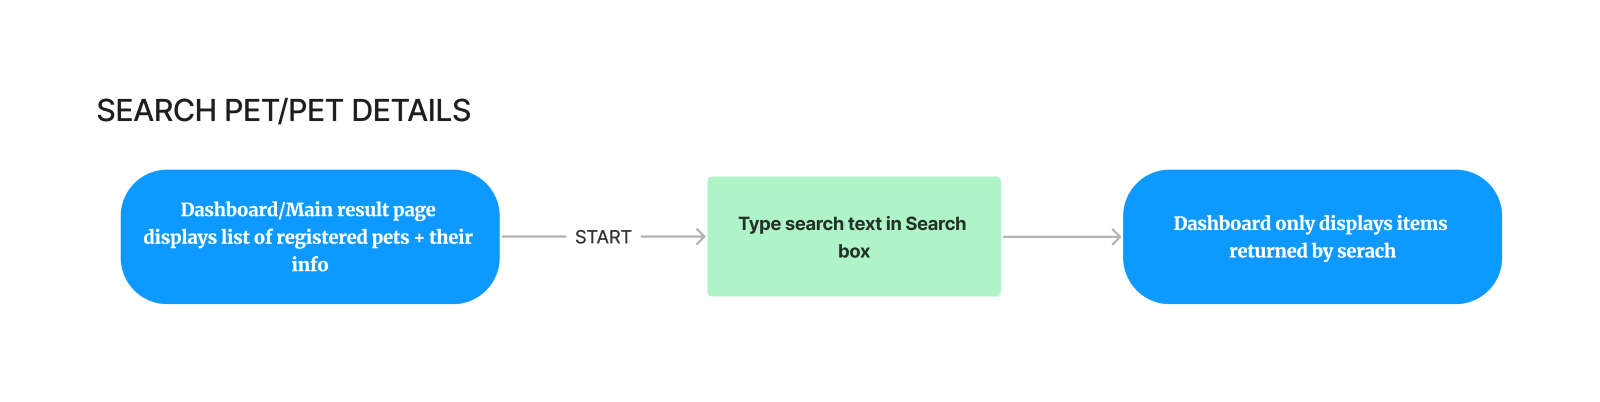 SEARCH PET/PET DETAILS
Dashboard/Main result page
displays list of registered pets + their
info
START
Type search text in Search
box
Dashboard only displays items
returned by serach